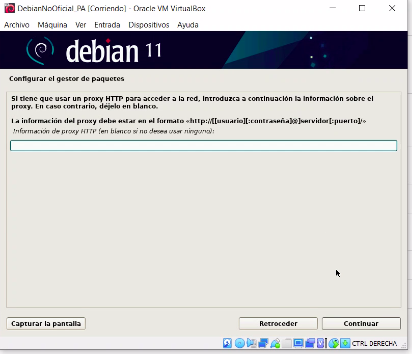 DebianNoOficial_PA [Corriendo] - Oracle VM VirtualBox
Archivo Máquina Ver Entrada Dispositivos Ayuda
debian 11
Configurar el gestor de paquetes
Si tiene que usar un proxy HTTP para acceder a la red, introduzca a continuación la información sobre el
proxy. En caso contrario, déjelo en blanco.
La información del proxy debe estar en el formato «http://[[usuario][:contraseña]@]servidor[:puerto]/»
Información de proxy HTTP (en blanco si no desea usar ninguno):
Capturar la pantalla
Retroceder
Continuar
CTRL DERECHA